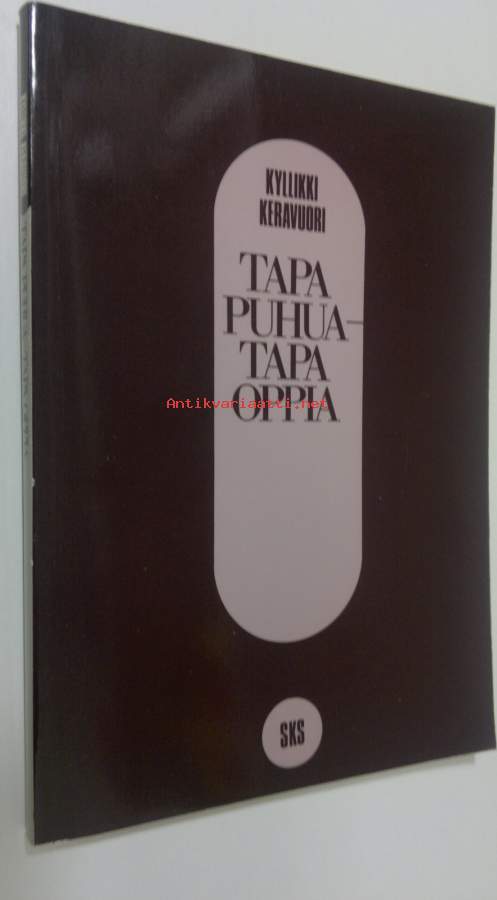 KYLLIKKI
KERAVUORI
TAPA
PUHUA–
TAPA
OPPIA
Antikvariaatti.net
SKS